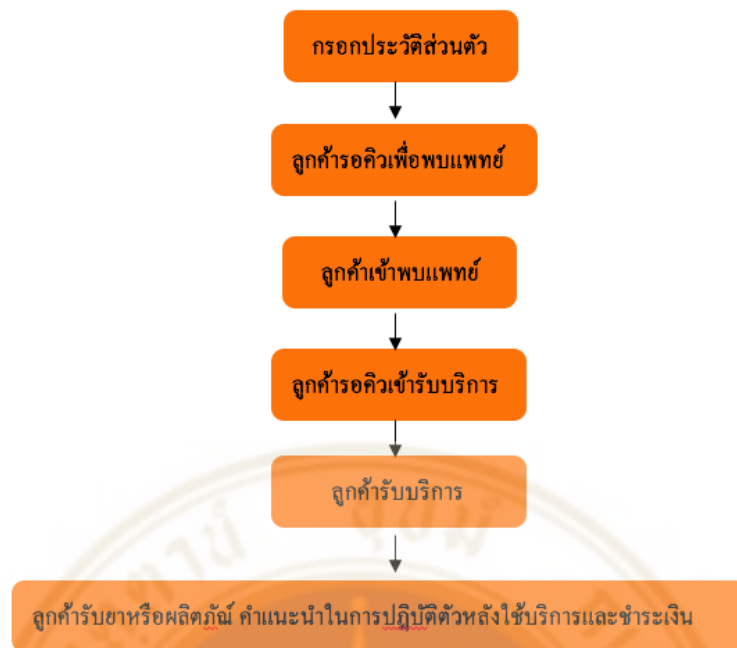 กรอกประวัติส่วนตัว
ลูกค้ารอคิวเพื่อพบแพทย์
ลูกค้าเข้าพบแพทย์
ลูกค้ารอคิวเข้ารับบริการ
ลูกค้ารับบริการ
ลูกค้ารับยาหรือผลิตภัณ์ คำแนะนำในการปฎิบัติตัวหลังใช้บริการและชำระเงิน